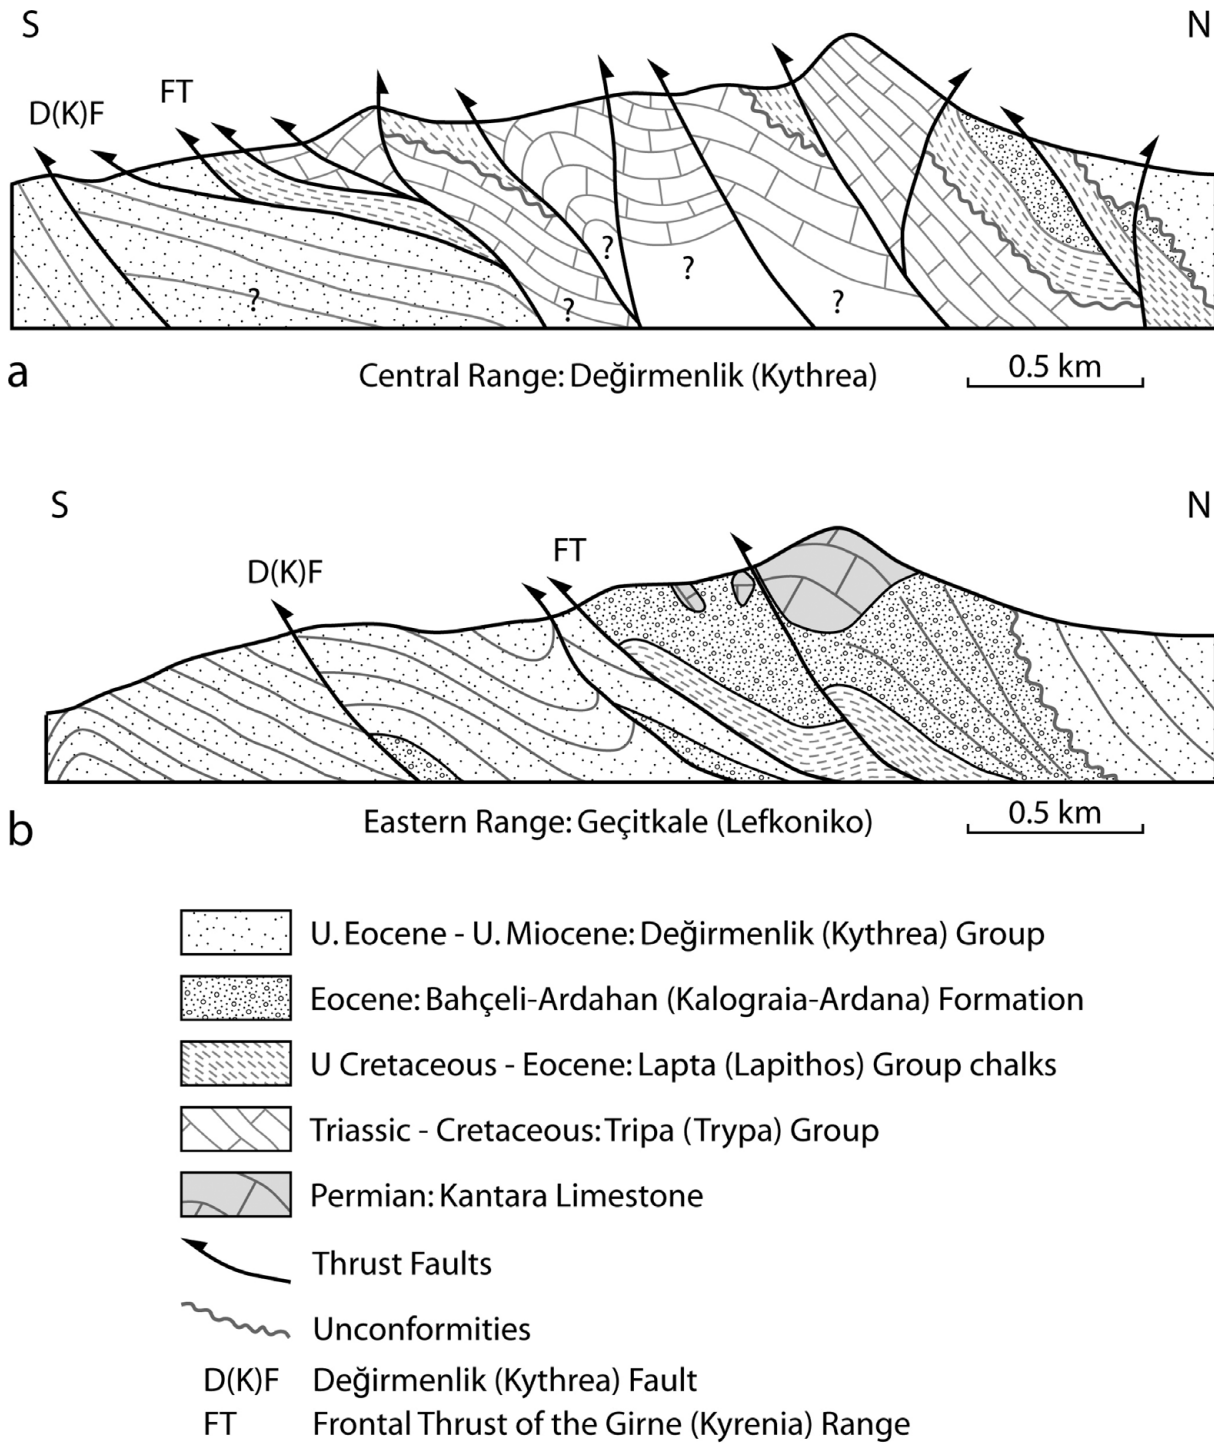 S
N
FT
D(K)F
?
?
?
?
?
a
Central Range: Değirmenlik (Kythrea)
0.5 km
S
N
FT
D(K)F
b
Eastern Range: Geçitkale (Lefkoniko)
0.5 km
U. Eocene - U. Miocene: Değirmenlik (Kythrea) Group
Eocene: Bahçeli-Ardahan (Kalograia-Ardana) Formation
U Cretaceous - Eocene: Lapta (Lapithos) Group chalks
Triassic - Cretaceous: Tripa (Trypa) Group
Permian: Kantara Limestone
Thrust Faults
Unconformities
D(K)F Değirmenlik (Kythrea) Fault
FT Frontal Thrust of the Girne (Kyrenia) Range